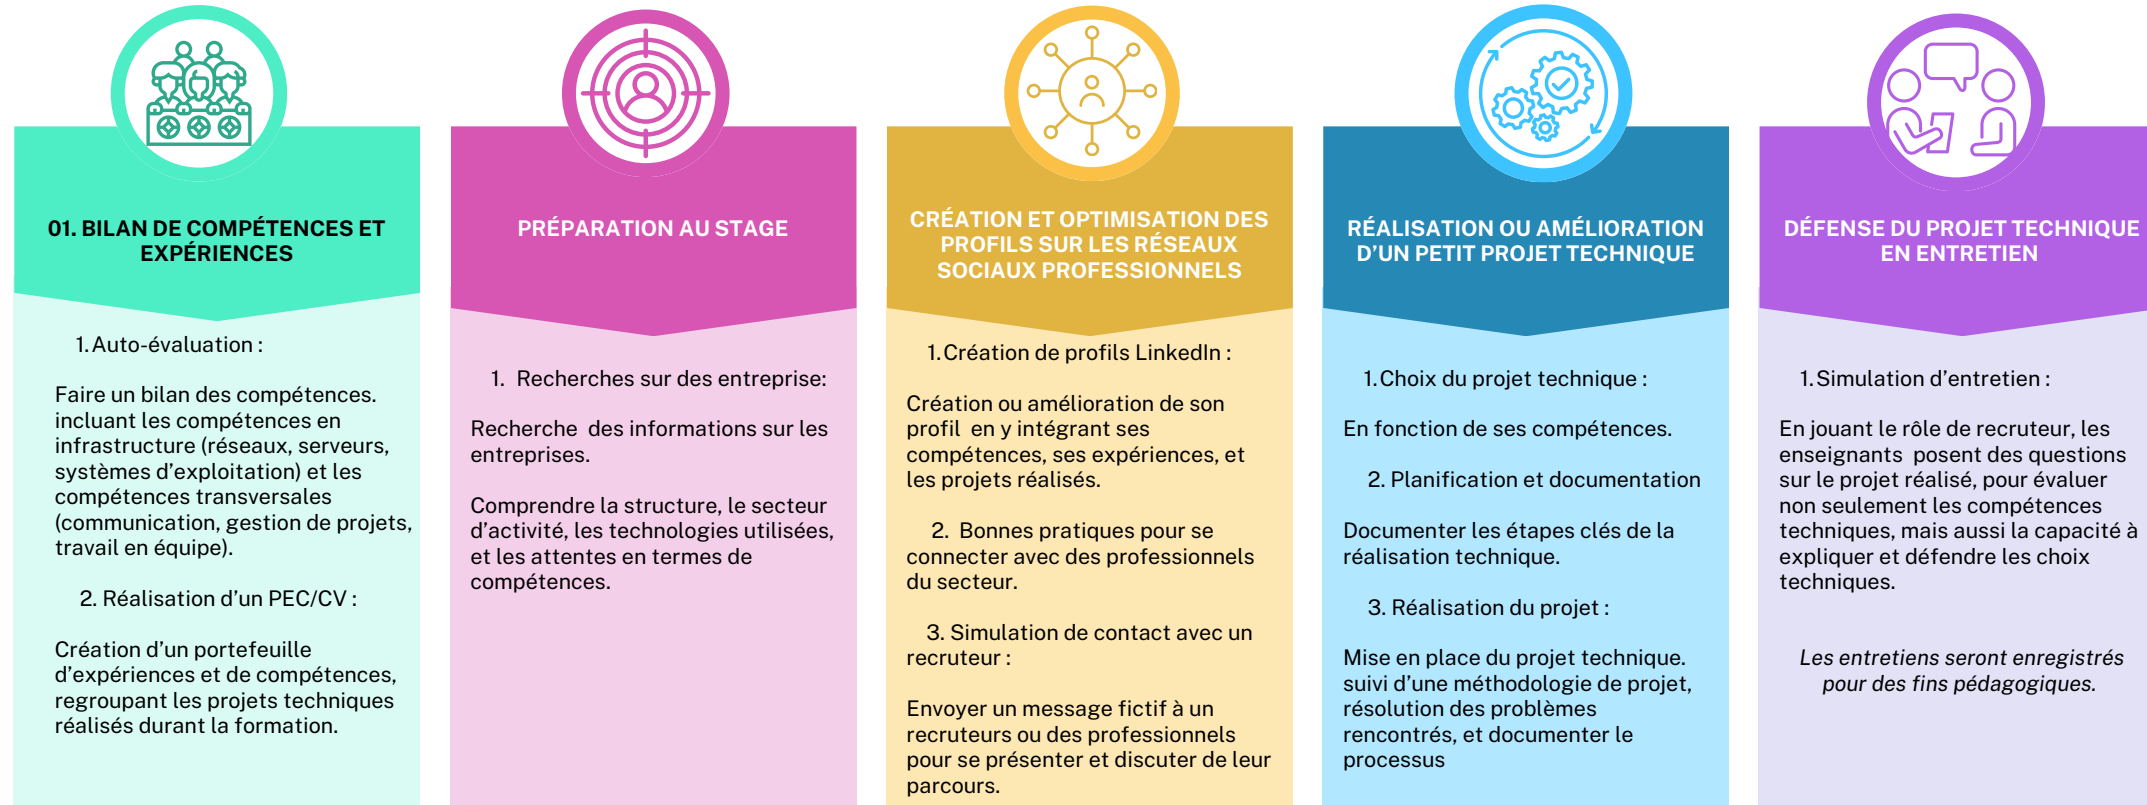 01. BILAN DE COMPÉTENCES ET
EXPÉRIENCES
1. Auto-évaluation :
Faire un bilan des compétences.
incluant les compétences en
infrastructure (réseaux, serveurs,
systèmes d’exploitation) et les
compétences transversales
(communication, gestion de projets,
travail en équipe).
2. Réalisation d’un PEC/CV :
Création d’un portefeuille
d’expériences et de compétences,
regroupant les projets techniques
réalisés durant la formation.
PRÉPARATION AU STAGE
1. Recherches sur des entreprise:
Recherche des informations sur les
entreprises.
Comprendre la structure, le secteur
d’activité, les technologies utilisées,
et les attentes en termes de
compétences.
CRÉATION ET OPTIMISATION DES
PROFILS SUR LES RÉSEAUX
SOCIAUX PROFESSIONNELS
1. Création de profils LinkedIn :
Création ou amélioration de son
profil en y intégrant ses
compétences, ses expériences, et
les projets réalisés.
2. Bonnes pratiques pour se
connecter avec des professionnels
du secteur.
3. Simulation de contact avec un
recruteur :
Envoyer un message fictif à un
recruteurs ou des professionnels
pour se présenter et discuter de leur
parcours.
RÉALISATION OU AMÉLIORATION
D’UN PETIT PROJET TECHNIQUE
1. Choix du projet technique :
En fonction de ses compétences.
2. Planification et documentation
Documenter les étapes clés de la
réalisation technique.
3. Réalisation du projet :
Mise en place du projet technique.
suivi d’une méthodologie de projet,
résolution des problèmes
rencontrés, et documenter le
processus
DÉFENSE DU PROJET TECHNIQUE
EN ENTRETIEN
1. Simulation d’entretien :
En jouant le rôle de recruteur, les
enseignants posent des questions
sur le projet réalisé, pour évaluer
non seulement les compétences
techniques, mais aussi la capacité à
expliquer et défendre les choix
techniques.
Les entretiens seront enregistrés
pour des fins pédagogiques.